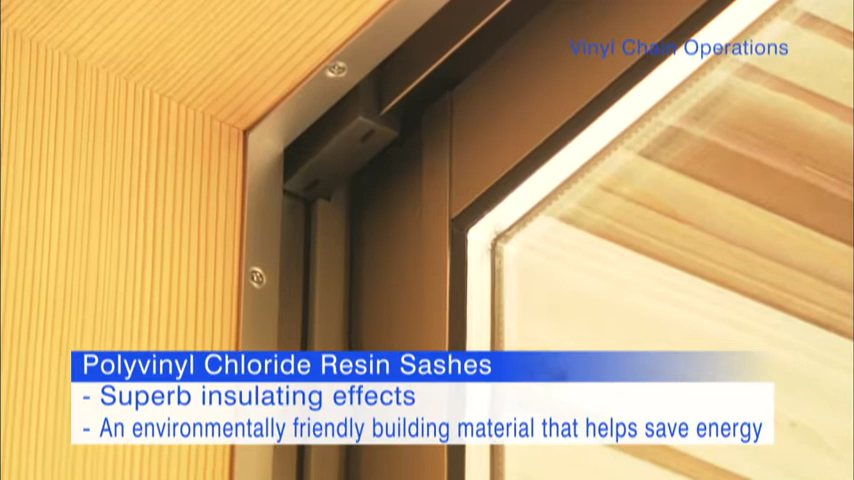 Vinyl Chain Operations
Polyvinyl Chloride Resin Sashes
- Superb insulating effects
- An environmentally friendly building material that helps save energy